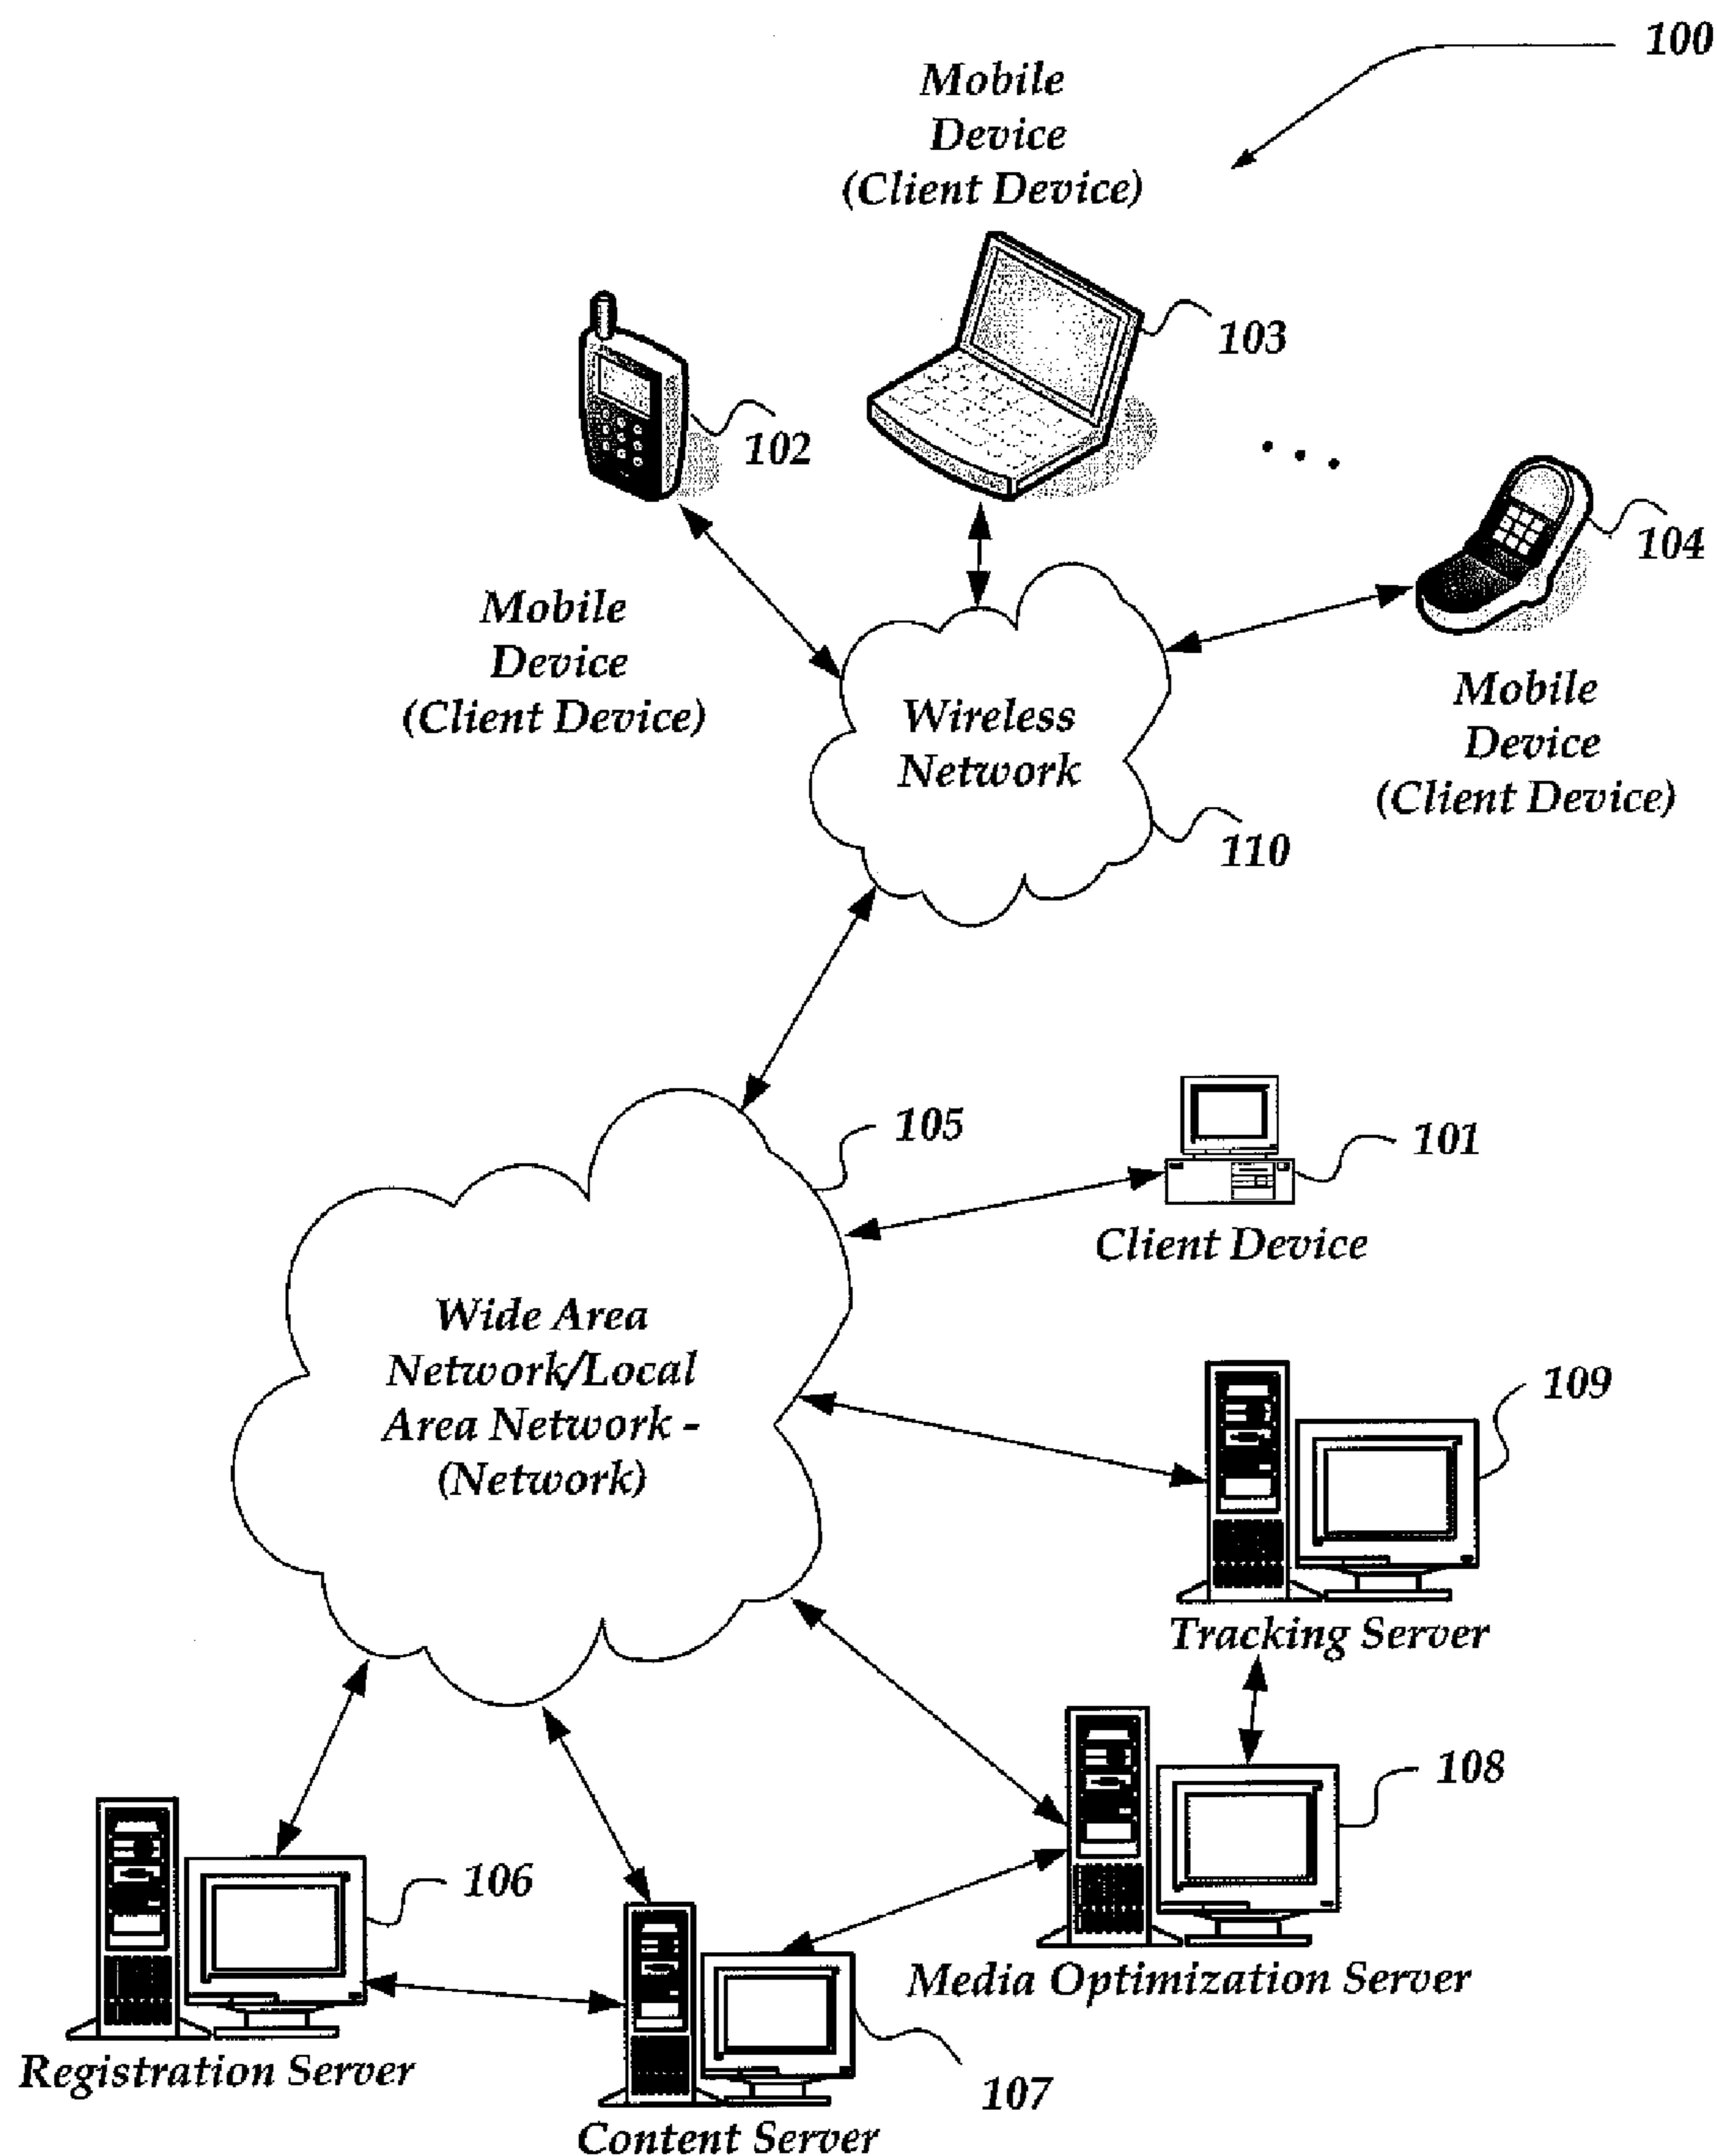 100
Mobile
Device
(Client Device)
103
102
104
Mobile
Device
(Client Device)
Wireless
Network
Mobile
Device
(Client Device)
110
105
101
Client Device
Wide Area
Network/Local
Area Network -
(Network)
109
Tracking Server
108
Media Optimization Server
106
Registration Server
107
Content Server